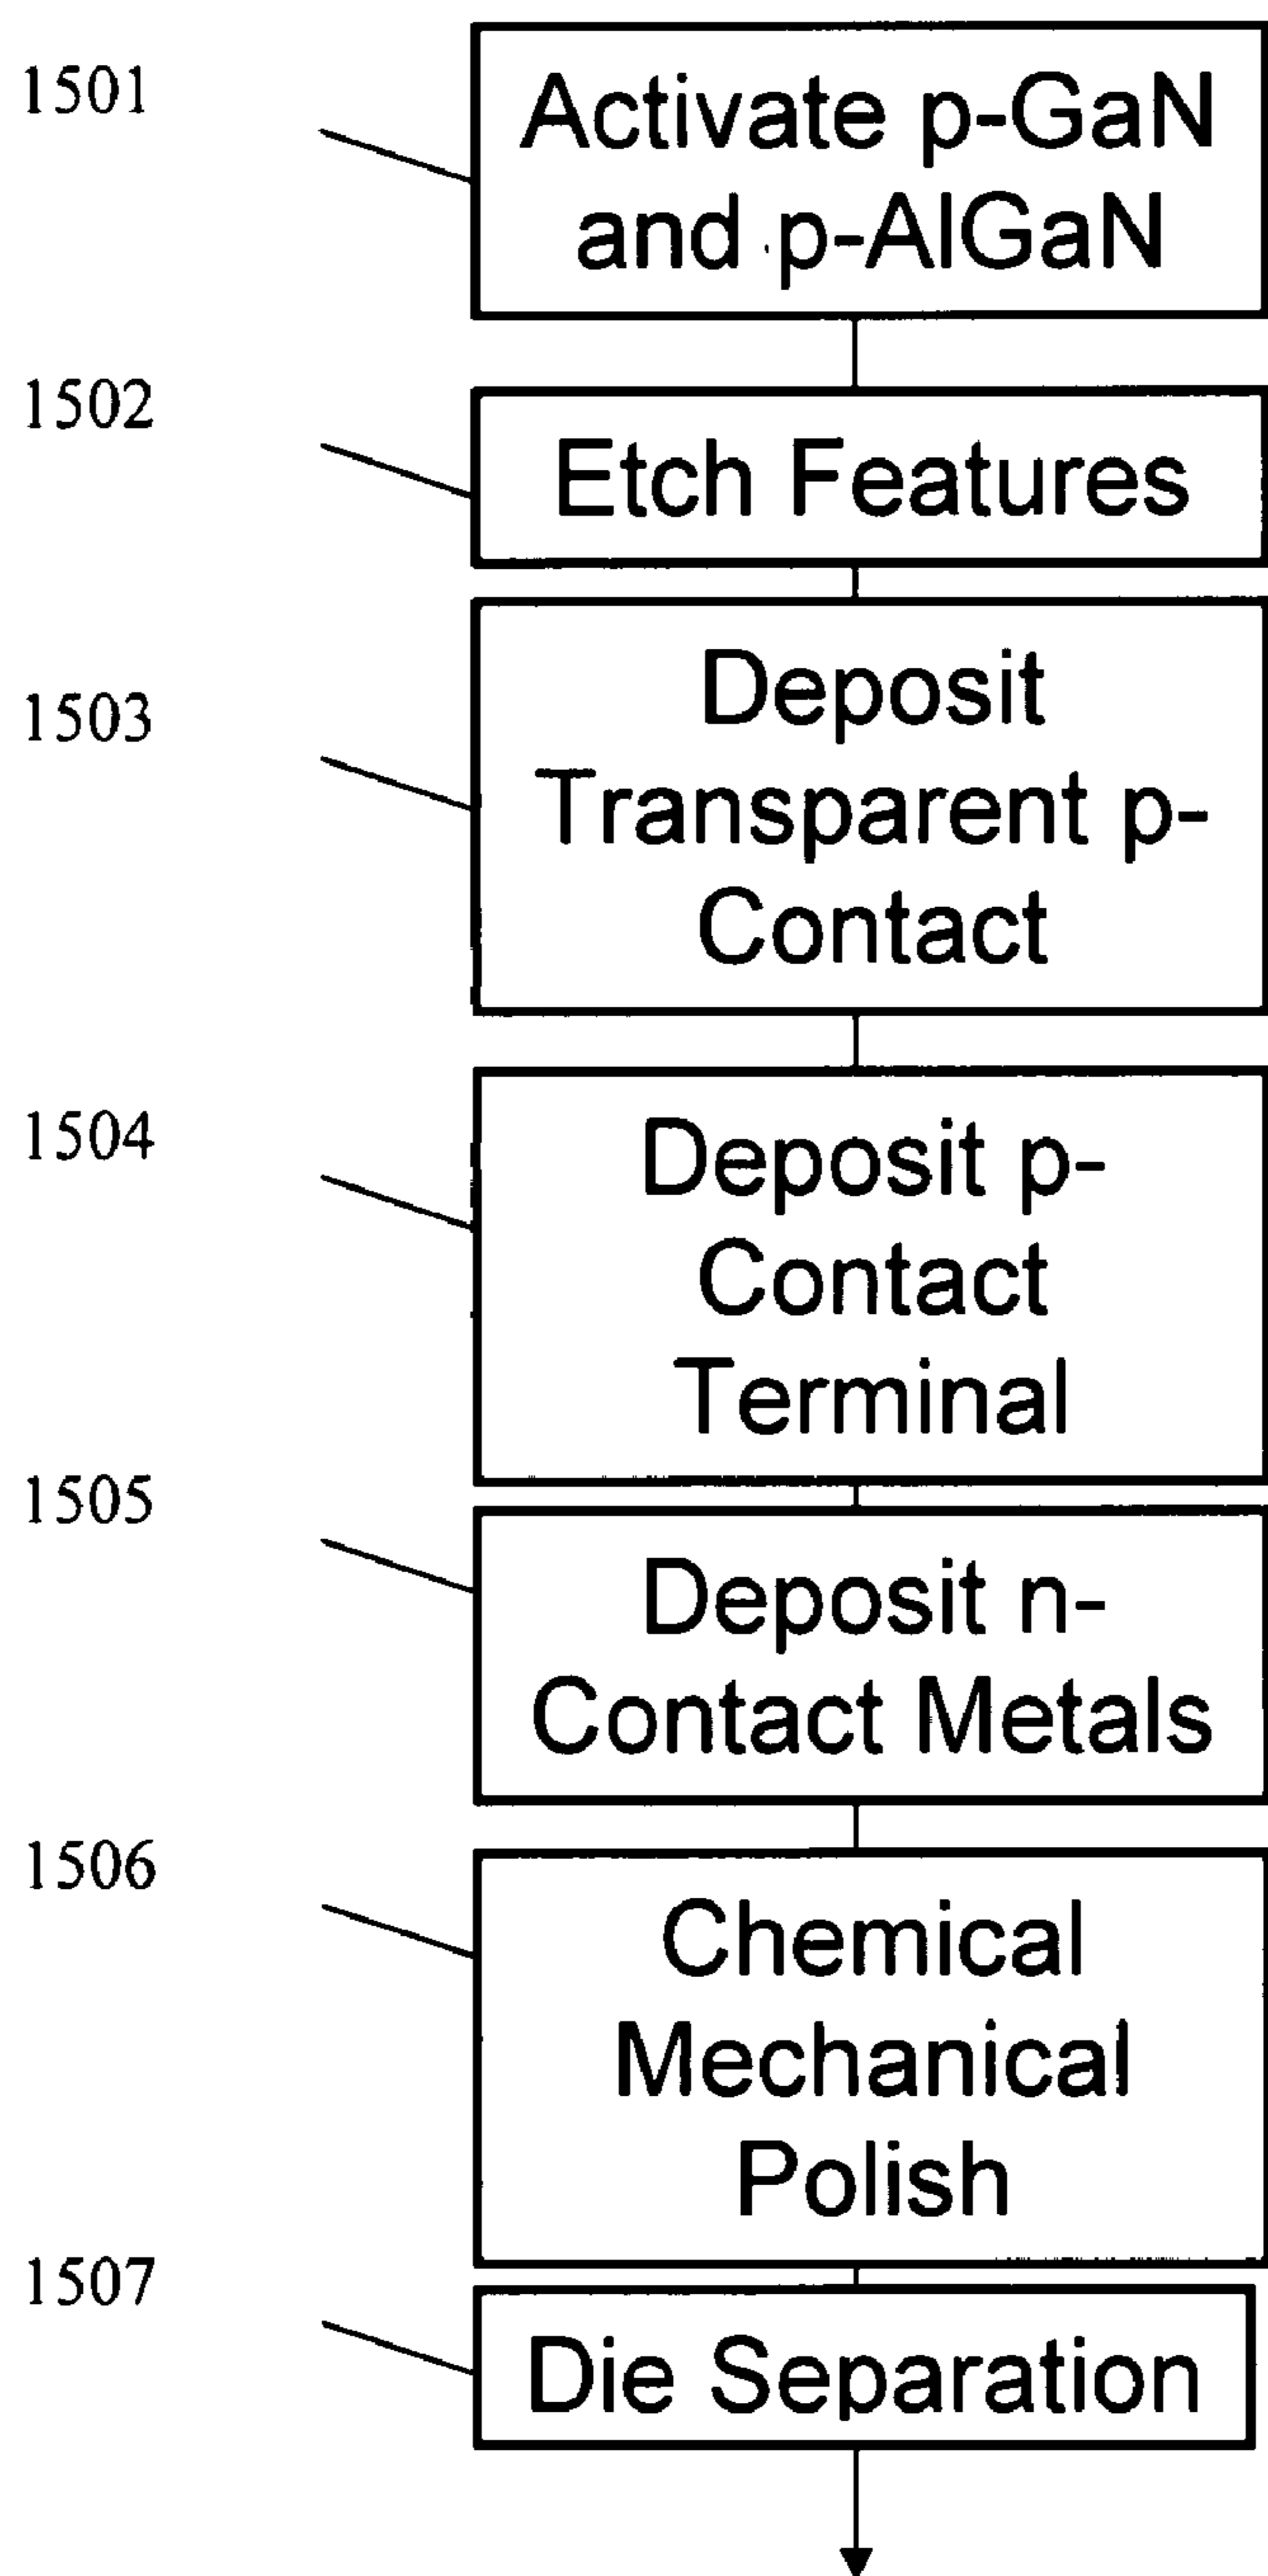 1501
Activate p-GaN
and p-AlGaN
1502
Etch Features
1503
Deposit
Transparent p-
Contact
1504
Deposit p-
Contact
Terminal
1505
Deposit n-
Contact Metals
1506
Chemical
Mechanical
Polish
1507
Die Separation